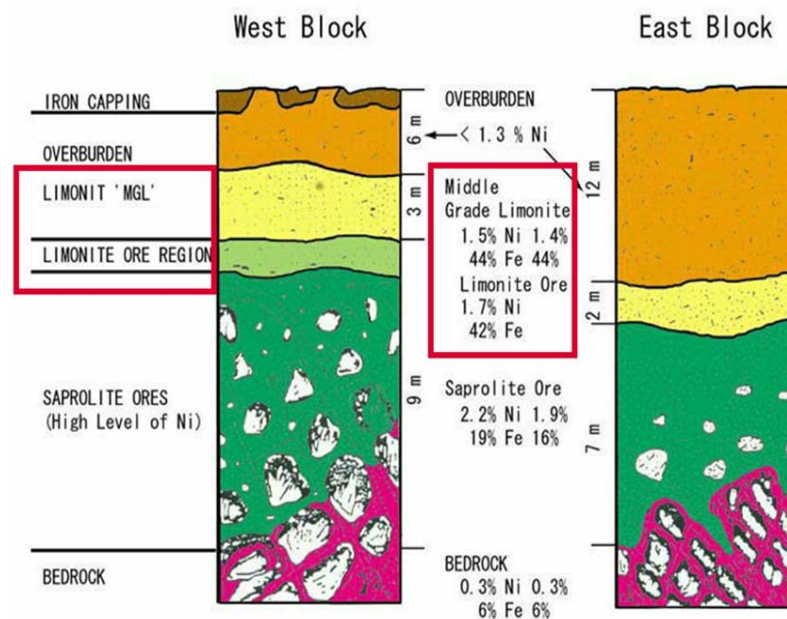 West Block
East Block
IRON CAPPING
OVERBURDEN
LIMONIT 'MGL'
LIMONITE ORE REGION
SAPROLITE ORES
(High Level of Ni)
BEDROCK
6 m
3 m
9 m
OVERBURDEN
< 1.3 % Ni
Middle
Grade Limonite
1.5% Ni 1.4%
44% Fe 44%
Limonite Ore
1.7% Ni
42% Fe
Saprolite Ore
2.2% Ni 1.9%
19% Fe 16%
BEDROCK
0.3% Ni 0.3%
6% Fe 6%
12 m
2 m
7 m